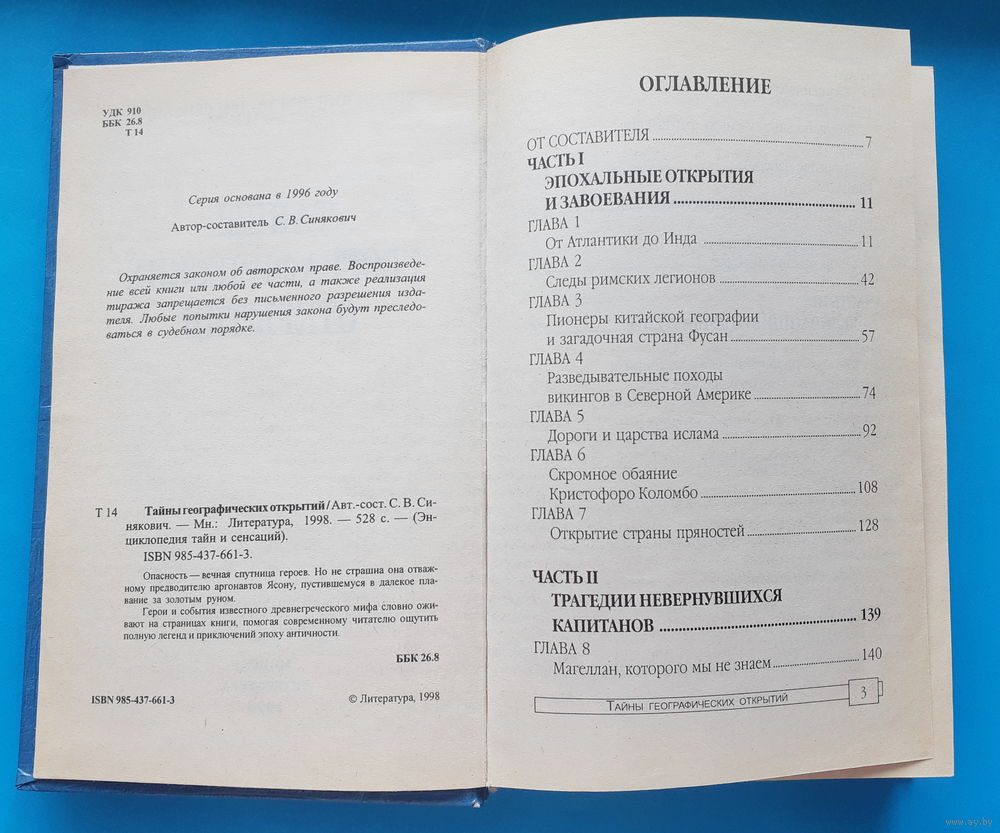 УДК 910
ББК 26.8
Т 14
Серия основана в 1996 году
Автор-составитель С. В. Синякович
Охраняется законом об авторском праве. Воспроизведе-
ние всей книги или любой ее части, а также реализация
тиража запрещается без письменного разрешения изда-
теля. Любые попытки нарушения закона будут преследо-
ваться в судебном порядке.
Т 14 Тайны географических открытий / Авт.-сост. С. В. Си-
някович. — Мн.: Литература, 1998. — 528 с. — (Эн-
циклопедия тайн и сенсаций).
ISBN 985-437-661-3.
Опасность — вечная спутница героев. Но не страшна она отваж-
ному предводителю аргонавтов Ясону, пустившемуся в далекое пла-
вание за золотым руном.
Герои и события известного древнегреческого мифа словно ожи-
вают на страницах книги, помогая современному читателю ощутить
полную легенд и приключений эпоху античности.
ББК 26.8
ISBN 985-437-661-3 © Литература, 1998
ОГЛАВЛЕНИЕ
ОТ СОСТАВИТЕЛЯ ........ 7
ЧАСТЬ I
ЭПОХАЛЬНЫЕ ОТКРЫТИЯ
И ЗАВОЕВАНИЯ ........ 11
ГЛАВА 1
От Атлантики до Инда ........ 11
ГЛАВА 2
Следы римских легионов ........ 42
ГЛАВА 3
Пионеры китайской географии
и загадочная страна Фусан ........ 57
ГЛАВА 4
Разведывательные походы
викингов в Северной Америке ........ 74
ГЛАВА 5
Дороги и царства ислама ........ 92
ГЛАВА 6
Скромное обаяние
Кристофоро Коломбо ........ 108
ГЛАВА 7
Открытие страны пряностей ........ 128
ЧАСТЬ II
ТРАГЕДИИ НЕВЕРНУВШИХСЯ
КАПИТАНОВ ........ 139
ГЛАВА 8
Магеллан, которого мы не знаем ........ 140
ТАЙНЫ ГЕОГРАФИЧЕСКИХ ОТКРЫТИЙ 3
www.ay.by